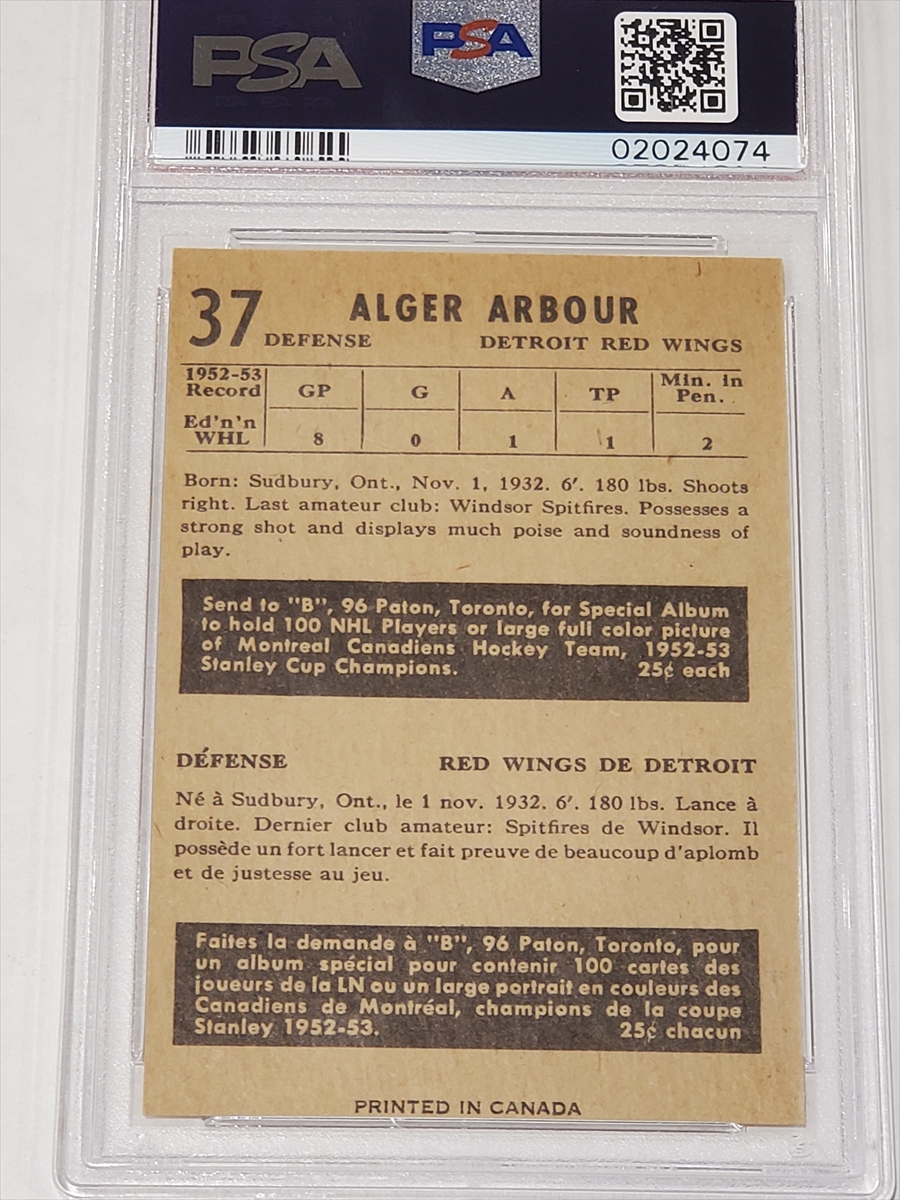 PSA
PSA
02024074
37 ALGER ARBOUR
DEFENSE DETROIT RED WINGS
1952-53 Record GP G A TP Min. in Pen.
Ed'n'n WHL 8 0 1 1 2
Born: Sudbury, Ont., Nov. 1, 1932. 6'. 180 lbs. Shoots
right. Last amateur club: Windsor Spitfires. Possesses a
strong shot and displays much poise and soundness of
play.
Send to "B", 96 Paton, Toronto, for Special Album
to hold 100 NHL Players or large full color picture
of Montreal Canadiens Hockey Team, 1952-53
Stanley Cup Champions. 25¢ each
DÉFENSE RED WINGS DE DETROIT
Né à Sudbury, Ont., le 1 nov. 1932. 6'. 180 lbs. Lance à
droite. Dernier club amateur: Spitfires de Windsor. Il
possède un fort lancer et fait preuve de beaucoup d'aplomb
et de justesse au jeu.
Faites la demande à "B", 96 Paton, Toronto, pour
un album spécial pour contenir 100 cartes des
joueurs de la LN ou un large portrait en couleurs des
Canadiens de Montréal, champions de la coupe
Stanley 1952-53. 25¢ chacun
PRINTED IN CANADA